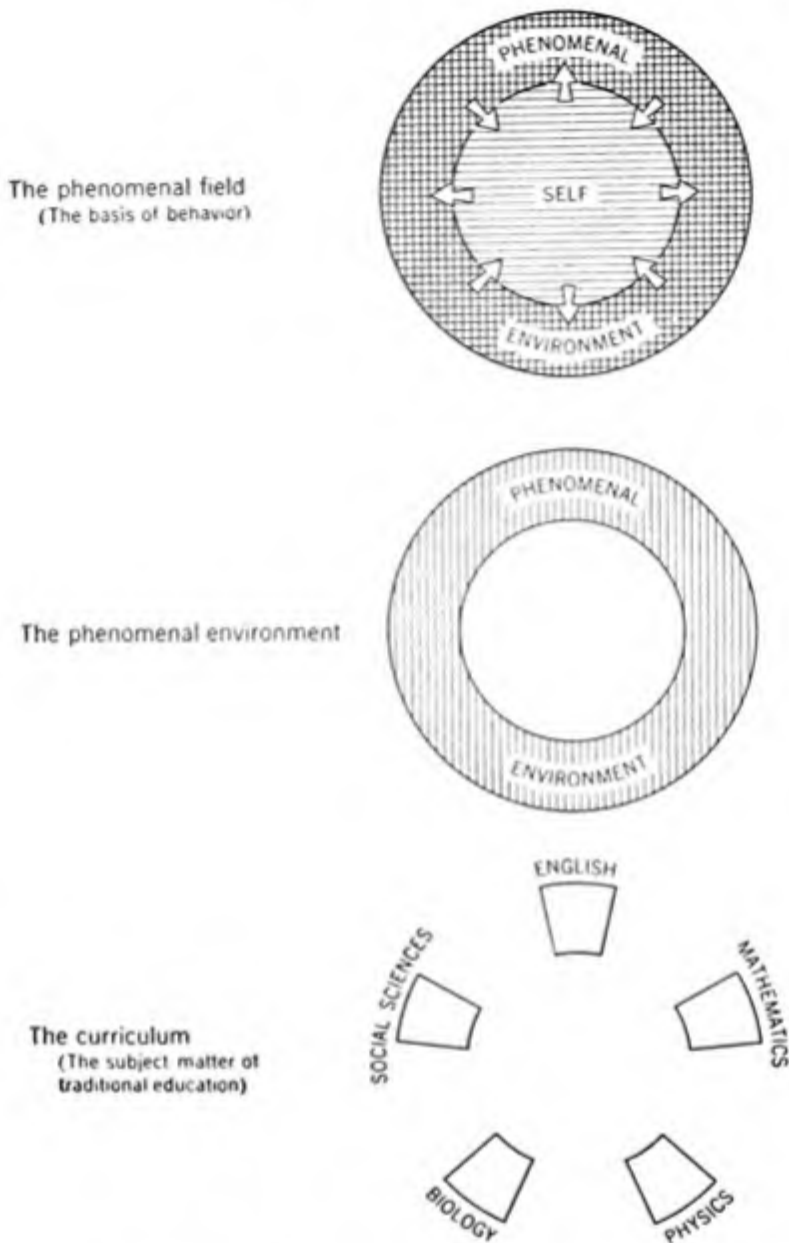 PHENOMENAL
The phenomenal field
(The basis of behavior)
SELF
ENVIRONMENT
PHENOMENAL
The phenomenal environment
ENVIRONMENT
ENGLISH
SOCIAL SCIENCES
MATHEMATICS
The curriculum
(The subject matter of
traditional education)
BIOLOGY
PHYSICS